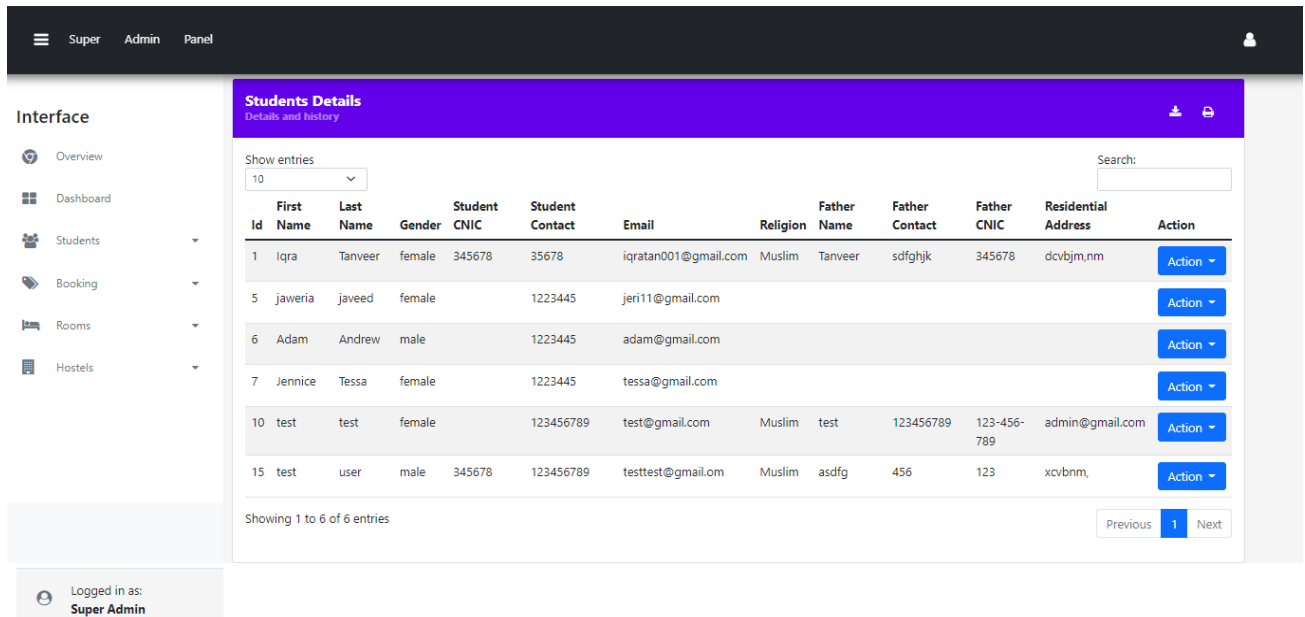 Super Admin Panel
Interface
Overview
Dashboard
Students
Booking
Rooms
Hostels
Logged in as:
Super Admin
Students Details
Details and history
Show entries
10
Search:
Id First Name Last Name Gender Student CNIC Student Contact Email Religion Father Name Father Contact Father CNIC Residential Address Action
1 Iqra Tanveer female 345678 35678 iqratan001@gmail.com Muslim Tanveer sdfghjk 345678 dcvbjm,nm Action
5 jaweria javeed female 1223445 jeri11@gmail.com Action
6 Adam Andrew male 1223445 adam@gmail.com Action
7 Jennice Tessa female 1223445 tessa@gmail.com Action
10 test test female 123456789 test@gmail.com Muslim test 123456789 123-456-789 admin@gmail.com Action
15 test user male 345678 123456789 testtest@gmail.om Muslim asdfg 456 123 xcvbnm, Action
Showing 1 to 6 of 6 entries
Previous 1 Next